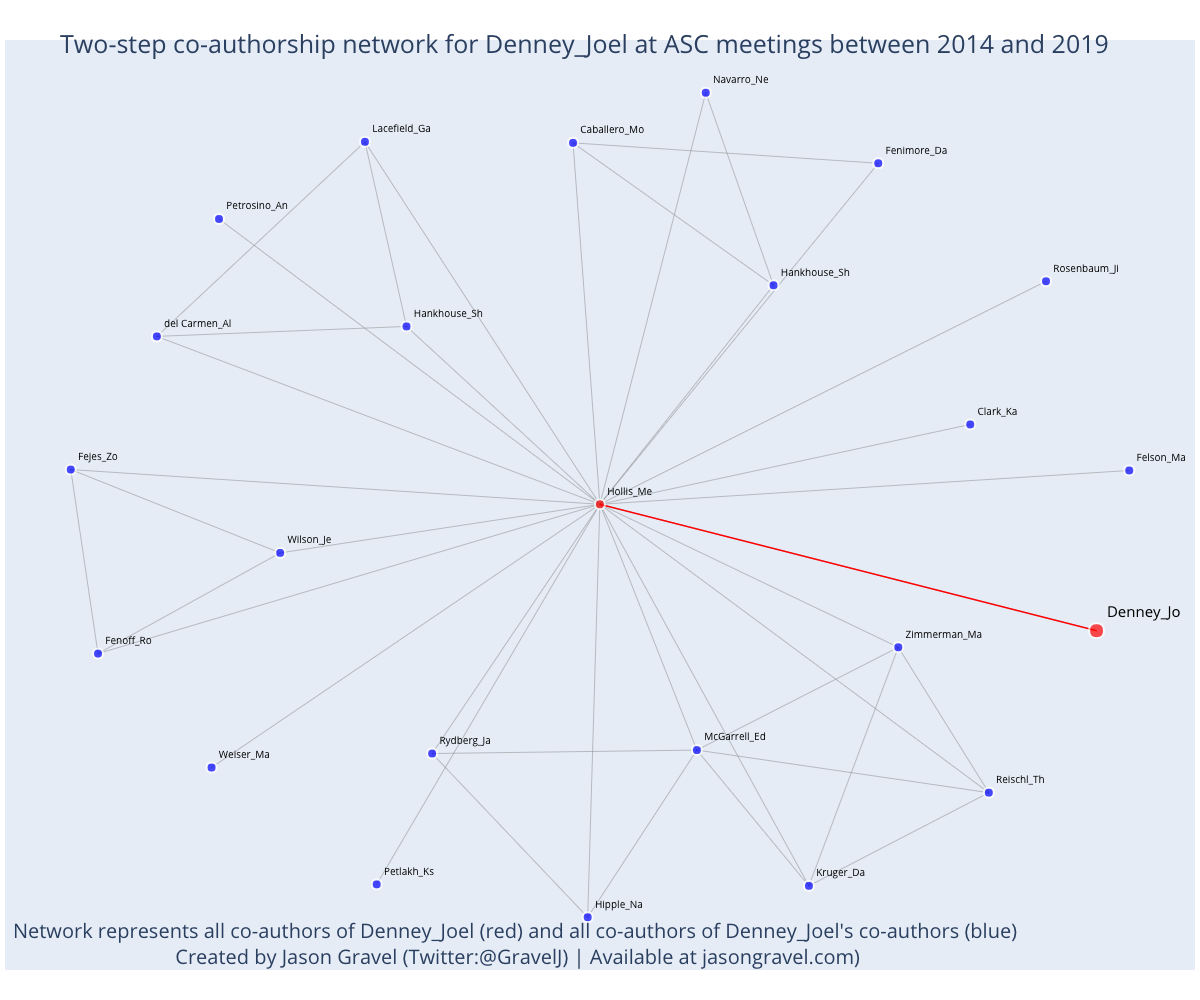 Two-step co-authorship network for Denney_Joel at ASC meetings between 2014 and 2019
Navarro_Ne
Lacefield_Ga
Caballero_Mo
Fenimore_Da
Petrosino_An
Rosenbaum_Ji
Hankhouse_Sh
Hankhouse_Sh
del Carmen_Al
Clark_Ka
Fejes_Zo
Felson_Ma
Hollis_Me
Wilson_Je
Denney_Jo
Fenoff_Ro
Zimmerman_Ma
McGarrell_Ed
Rydberg_Ja
Weiser_Ma
Reischl_Th
Petlakh_Ks
Kruger_Da
Hipple_Na
Network represents all co-authors of Denney_Joel (red) and all co-authors of Denney_Joel's co-authors (blue)
Created by Jason Gravel (Twitter:@GravelJ) | Available at jasongravel.com)